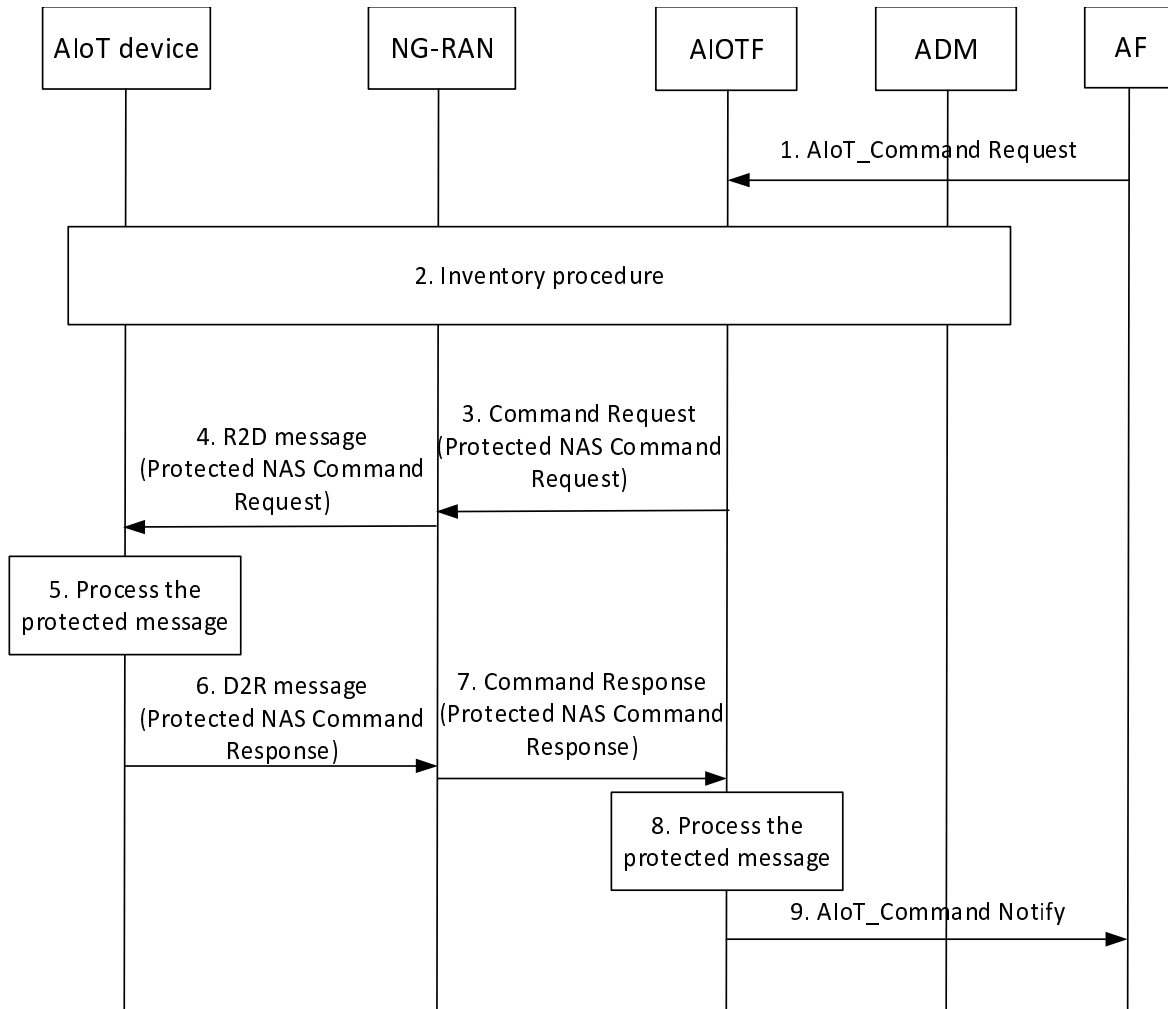 AIoT device
NG-RAN
AIOTF
ADM
AF
1. AIoT_Command Request
2. Inventory procedure
3. Command Request
(Protected NAS Command
Request)
4. R2D message
(Protected NAS Command
Request)
5. Process the
protected message
6. D2R message
(Protected NAS Command
Response)
7. Command Response
(Protected NAS Command
Response)
8. Process the
protected message
9. AIoT_Command Notify